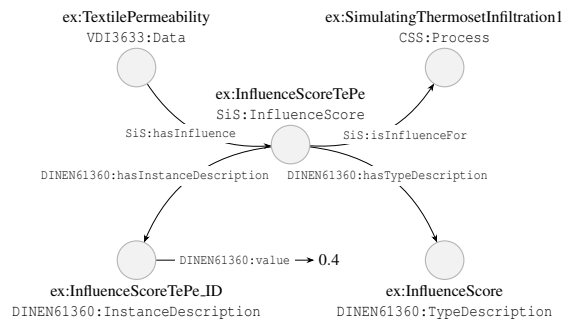 ex:TextilePermeability
VDI3633:Data
ex:SimulatingThermosetInfiltration1
CSS:Process
ex:InfluenceScoreTePe
SiS:InfluenceScore
SiS:hasInfluence
SiS:isInfluenceFor
DINEN61360:hasInstanceDescription
DINEN61360:hasTypeDescription
DINEN61360:value
0.4
ex:InfluenceScoreTePe_ID
DINEN61360:InstanceDescription
ex:InfluenceScore
DINEN61360:TypeDescription